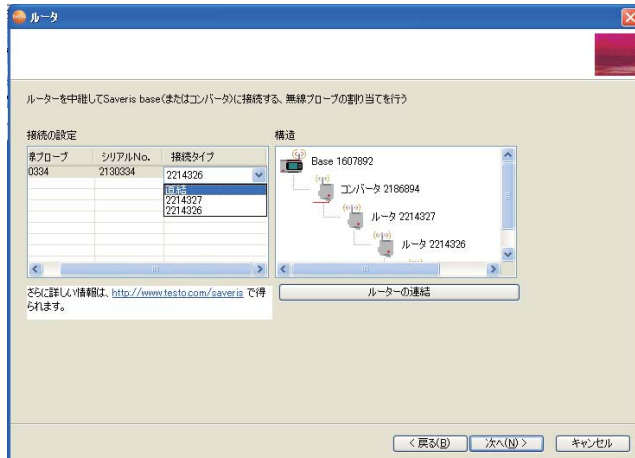 ルータ
ルーターを中継してSaveris base(またはコンバータ)に接続する、無線プローブの割り当てを行う
接続の設定
線プローブ シリアルNo. 接続タイプ
0334 2130334 2214326
直結
2214327
2214326
構造
Base 1607892
コンバータ 2186894
ルータ 2214327
ルータ 2214326
さらに詳しい情報は、http://www.testo.com/saveris で得
られます。
ルーターの連結
< 戻る(B)
次へ(N) >
キャンセル